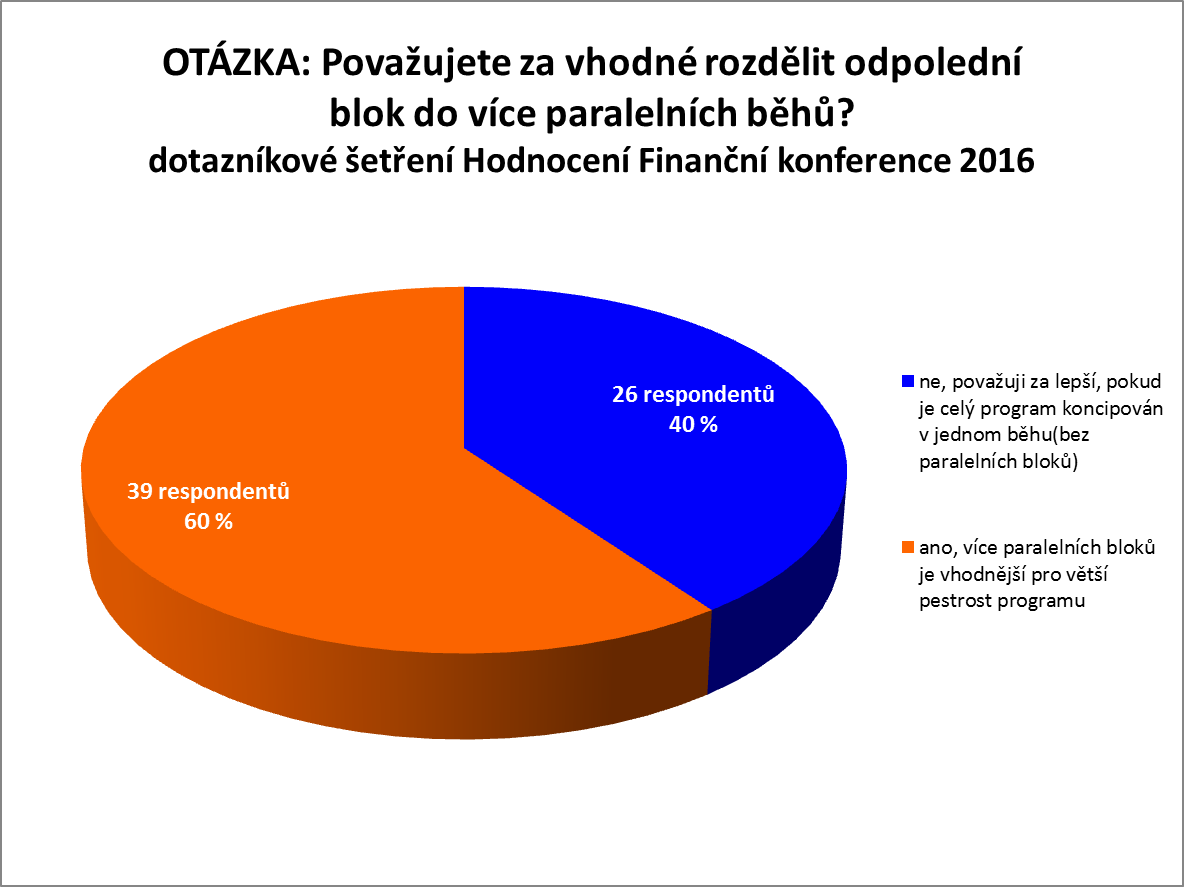 OTÁZKA: Považujete za vhodné rozdělit odpolední
blok do více paralelních běhů?
dotazníkové šetření Hodnocení Finanční konference 2016
26 respondentů
40 %
39 respondentů
60 %
ne, považuji za lepší, pokud
je celý program koncipován
v jednom běhu(bez
paralelních bloků)
ano, více paralelních bloků
je vhodnější pro větší
pestrost programu